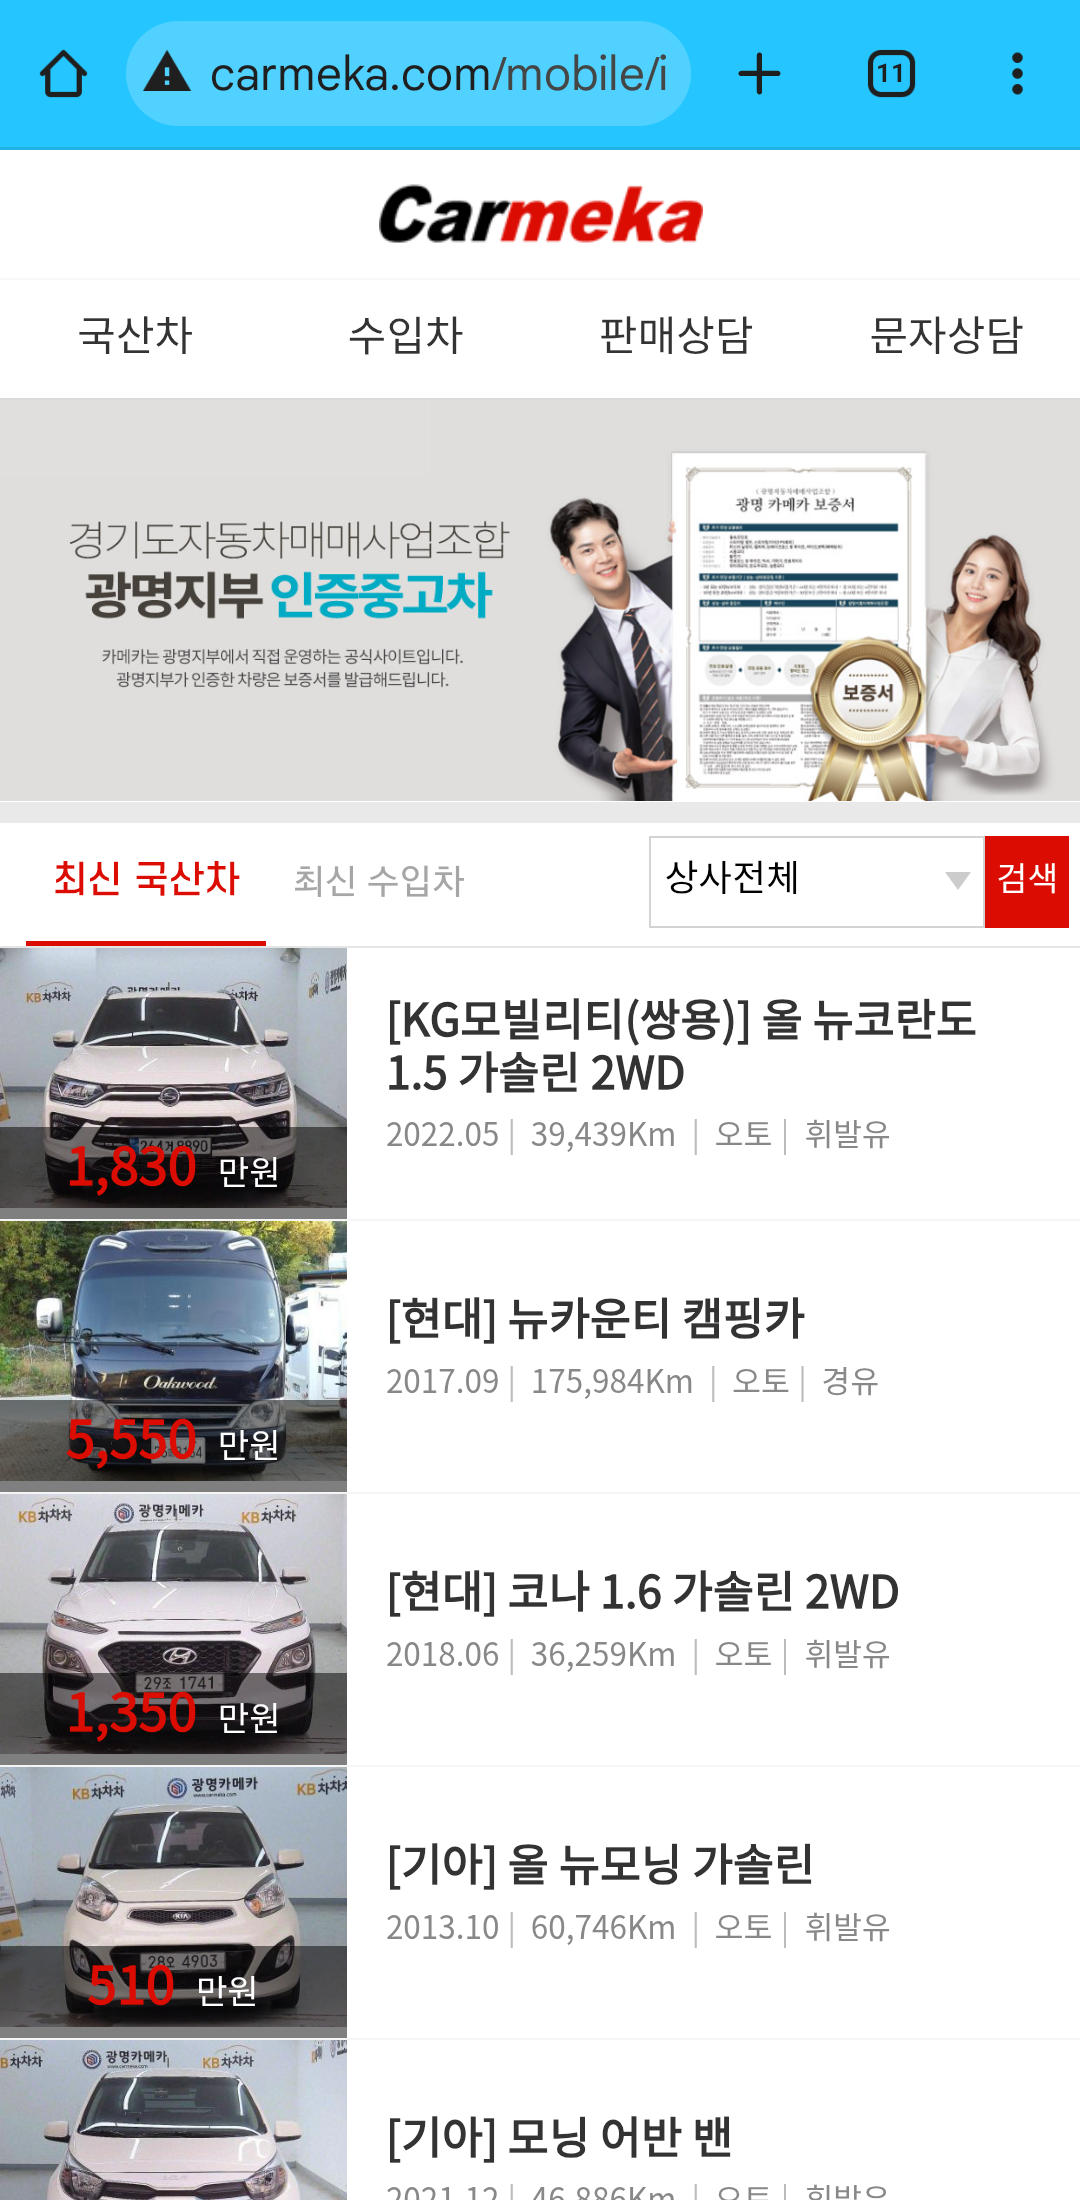 carmeka.com/mobile/i
11
Carmeka
국산차 수입차 판매상담 문자상담
경기도자동차매매사업조합
광명지부 인증중고차
카메카는 광명지부에서 직접 운영하는 공식사이트입니다.
광명지부가 인증한 차량은 보증서를 발급해드립니다.
광명 카메카 보증서
보증서
최신 국산차 최신 수입차 상사전체 검색
KB차차차
[KG모빌리티(쌍용)] 올 뉴코란도
1.5 가솔린 2WD
2022.05 | 39,439Km | 오토 | 휘발유
1,830 만원
[현대] 뉴카운티 캠핑카
2017.09 | 175,984Km | 오토 | 경유
Oakwood
5,550 만원
KB차차차 광명카메카 KB차차차
[현대] 코나 1.6 가솔린 2WD
2018.06 | 36,259Km | 오토 | 휘발유
29조 1741
1,350 만원
KB차차차 광명카메카 KB차차차
[기아] 올 뉴모닝 가솔린
2013.10 | 60,746Km | 오토 | 휘발유
KIA
28오 4903
510 만원
광명카메카 KB차차차
[기아] 모닝 어반 밴
2021.12 | 46,886Km | 오토 | 휘발유